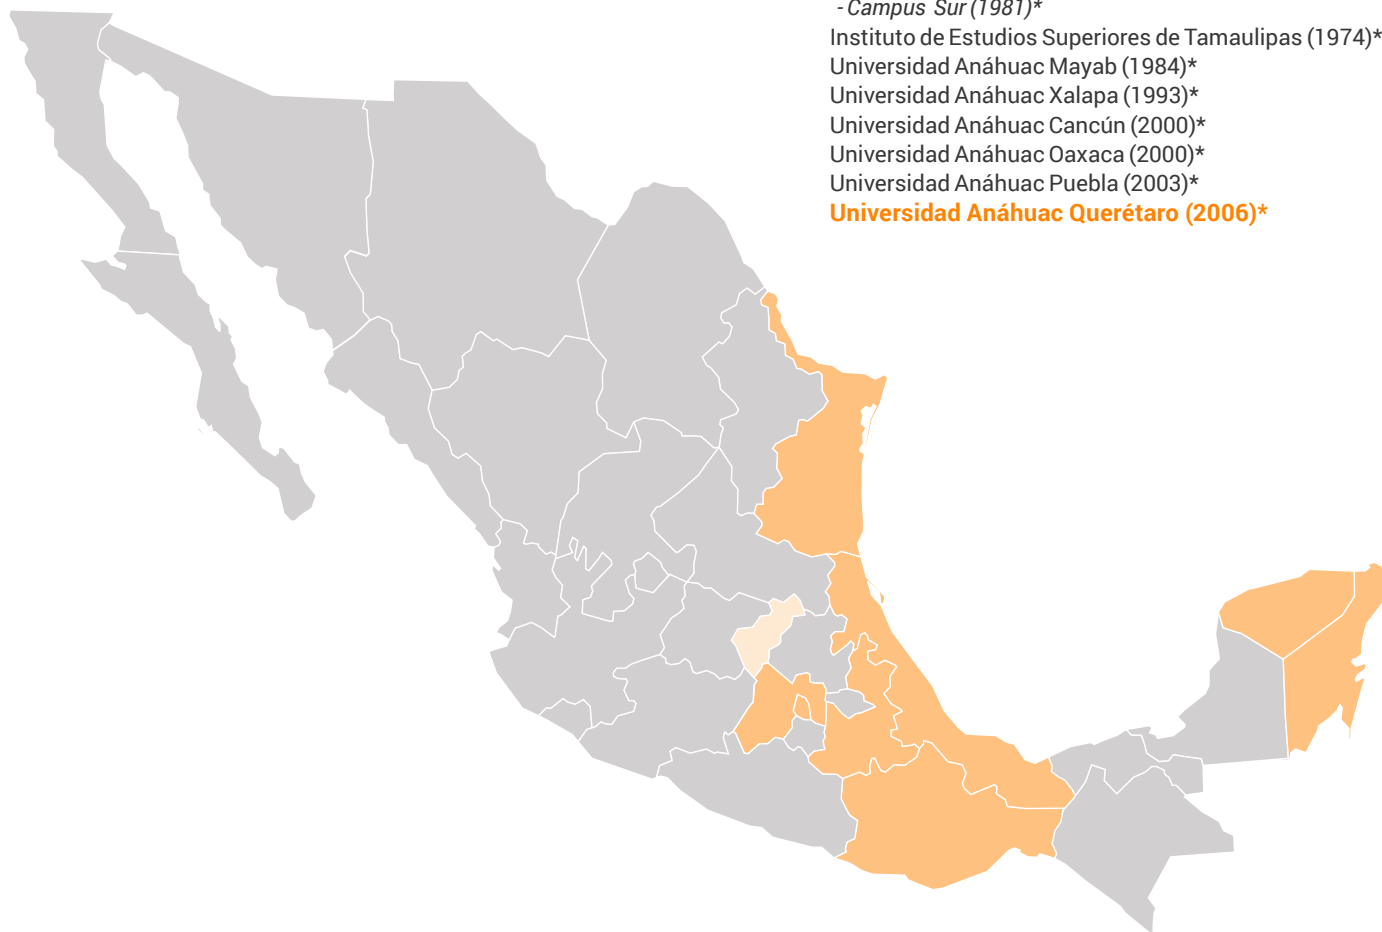 - Campus Sur (1981)*
Instituto de Estudios Superiores de Tamaulipas (1974)*
Universidad Anáhuac Mayab (1984)*
Universidad Anáhuac Xalapa (1993)*
Universidad Anáhuac Cancún (2000)*
Universidad Anáhuac Oaxaca (2000)*
Universidad Anáhuac Puebla (2003)*
Universidad Anáhuac Querétaro (2006)*